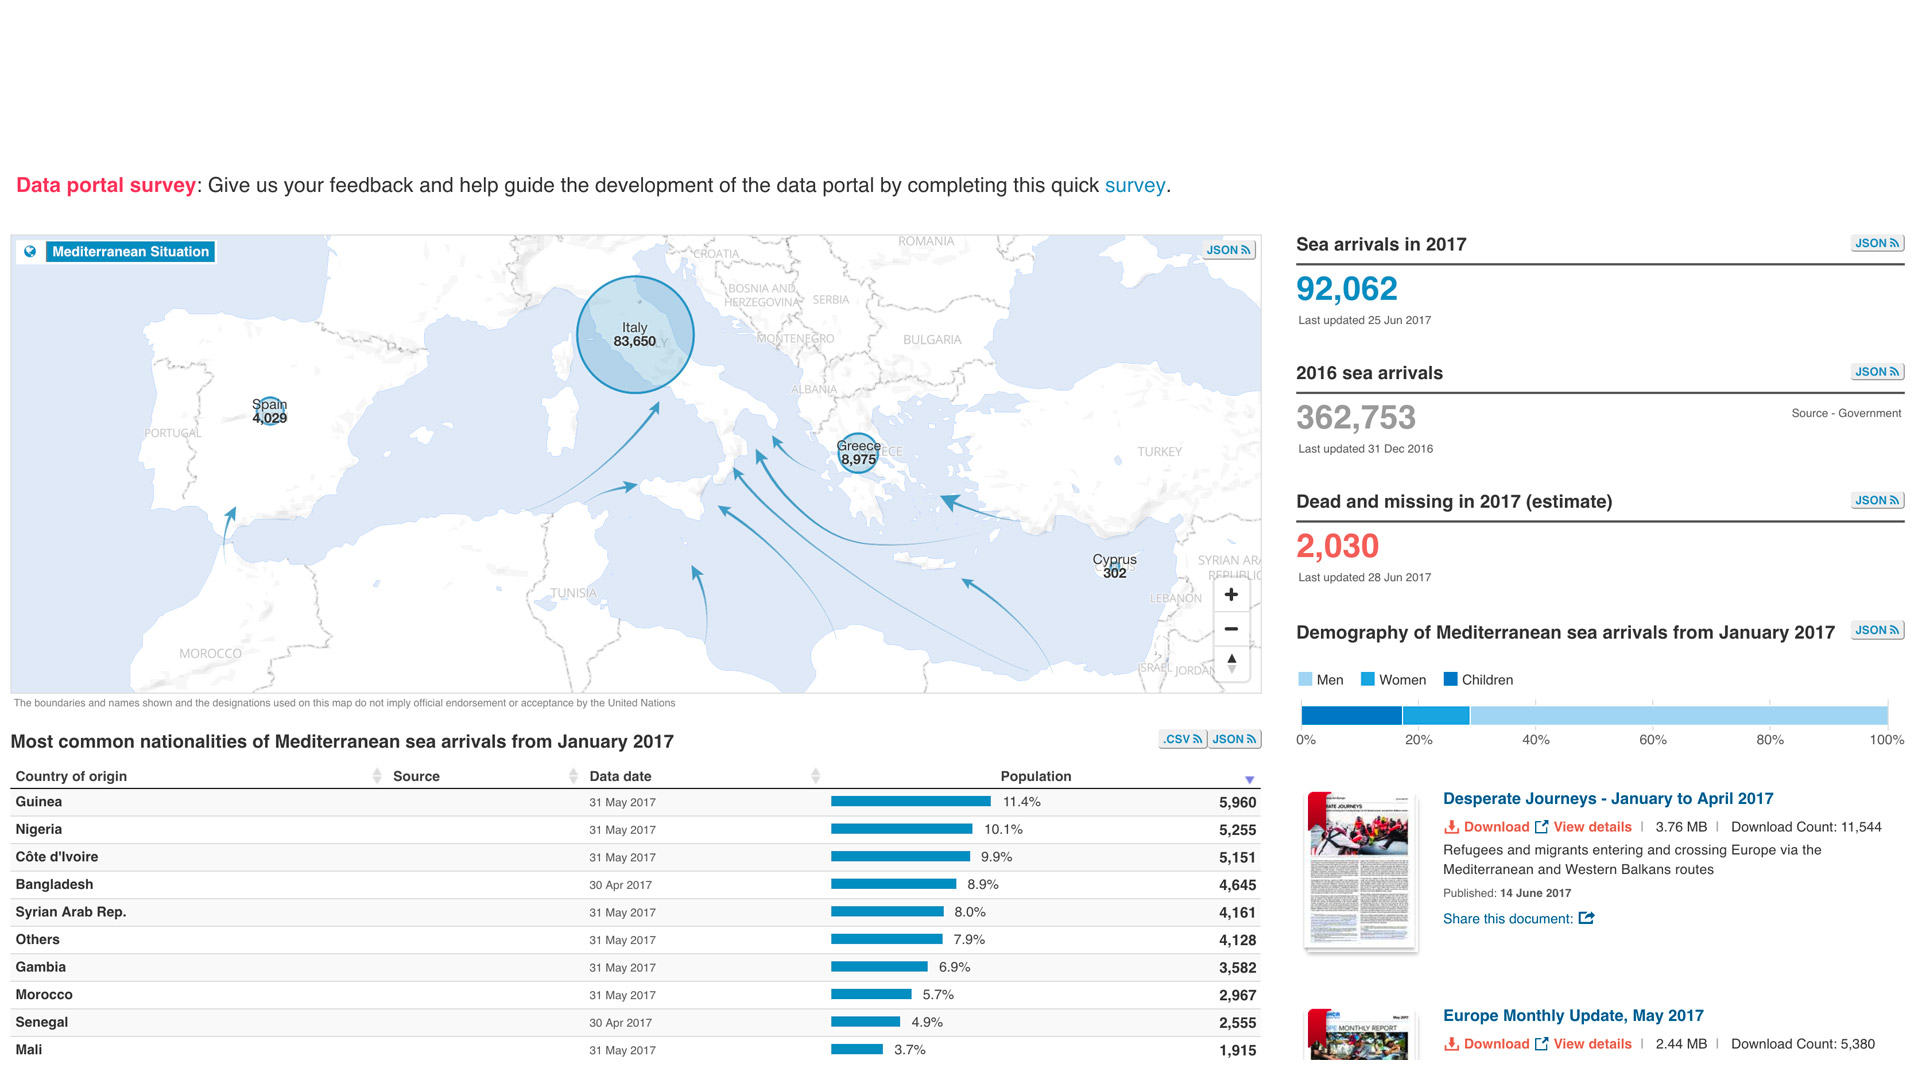 Data portal survey: Give us your feedback and help guide the development of the data portal by completing this quick survey.
Mediterranean Situation
JSON
ROMANIA
CROATIA
BOSNIA AND
HERZEGOVINA
SERBIA
Italy
83,650
MONTENEGRO
BULGARIA
ALBANIA
Spain
4,029
PORTUGAL
Greece
8,975
TURKEY
Cyprus
302
SYRIAN AR
REPUBLIC
TUNISIA
LEBANON
MOROCCO
ISRAEL
JORDAN
The boundaries and names shown and the designations used on this map do not imply official endorsement or acceptance by the United Nations
Most common nationalities of Mediterranean sea arrivals from January 2017
.CSV JSON
Country of origin Source Data date Population
Guinea 31 May 2017 11.4% 5,960
Nigeria 31 May 2017 10.1% 5,255
Côte d'Ivoire 31 May 2017 9.9% 5,151
Bangladesh 30 Apr 2017 8.9% 4,645
Syrian Arab Rep. 31 May 2017 8.0% 4,161
Others 31 May 2017 7.9% 4,128
Gambia 31 May 2017 6.9% 3,582
Morocco 31 May 2017 5.7% 2,967
Senegal 30 Apr 2017 4.9% 2,555
Mali 31 May 2017 3.7% 1,915
Sea arrivals in 2017 JSON
92,062
Last updated 25 Jun 2017
2016 sea arrivals JSON
362,753 Source - Government
Last updated 31 Dec 2016
Dead and missing in 2017 (estimate) JSON
2,030
Last updated 28 Jun 2017
Demography of Mediterranean sea arrivals from January 2017 JSON
Men Women Children
0% 20% 40% 60% 80% 100%
Desperate Journeys - January to April 2017
Download View details | 3.76 MB | Download Count: 11,544
Refugees and migrants entering and crossing Europe via the
Mediterranean and Western Balkans routes
Published: 14 June 2017
Share this document:
Europe Monthly Update, May 2017
Download View details | 2.44 MB | Download Count: 5,380